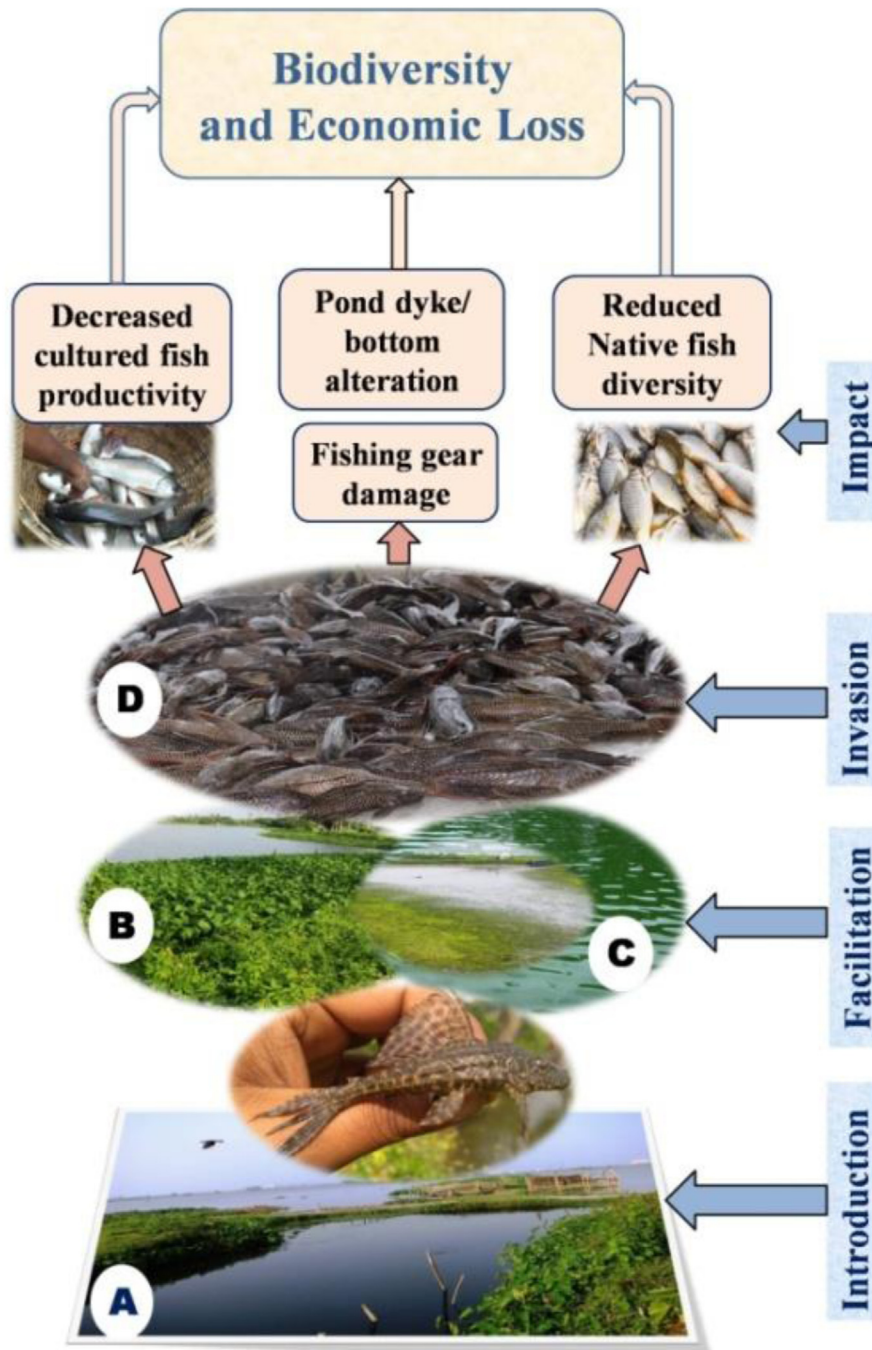 Biodiversity
and Economic Loss
Decreased
cultured fish
productivity
Pond dyke/
bottom
alteration
Reduced
Native fish
diversity
Fishing gear
damage
Impact
D
Invasion
B
C
Facilitation
A
Introduction